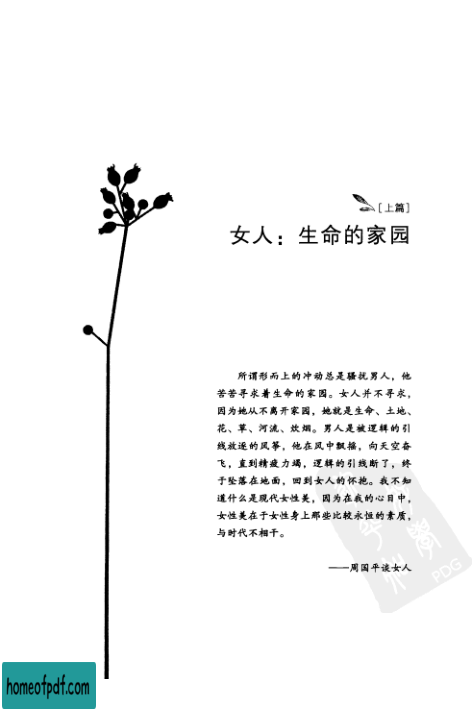 [上篇]
女人：生命的家园
所谓形而上的冲动总是骚扰男人，他
苦苦寻求着生命的家园。女人并不寻求，
因为她从不离开家园，她就是生命、土地、
花、草、河流、炊烟。男人是被逻辑的引
线放逐的风筝，他在风中飘摇，向天空奋
飞，直到精疲力竭，逻辑的引线断了，终
于坠落在地面，回到女人的怀抱。我不知
道什么是现代女性美，因为在我的心目中，
女性美在于女性身上那些比较永恒的素质，
与时代不相干。
——周国平谈女人
PDG
homeofpdf.com